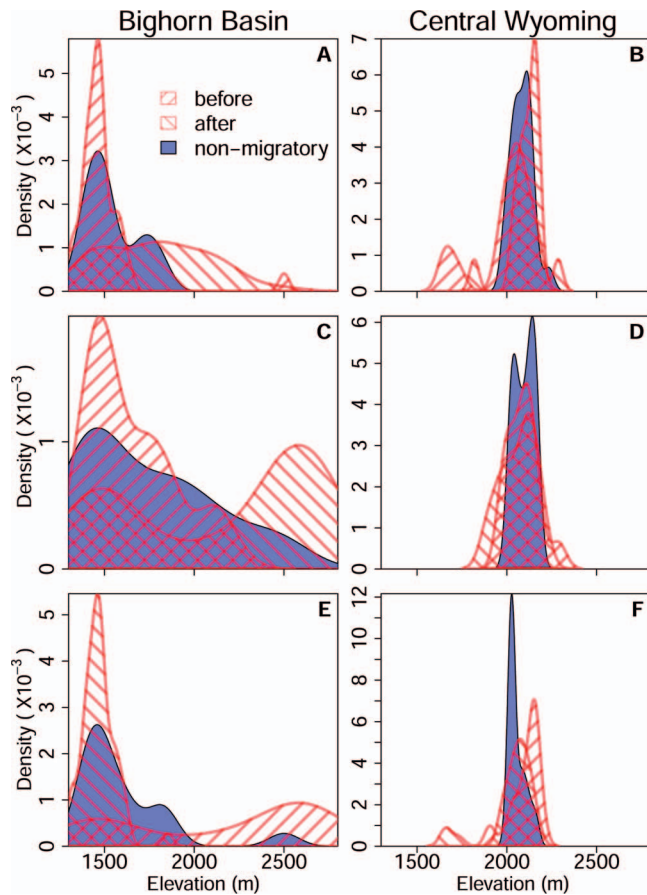 Bighorn Basin Central Wyoming
A
B
before
after
non−migratory
Density ( X10⁻³)
0 1 2 3 4 5
0 1 2 3 4 5 6 7
C
D
Density ( X10⁻³)
0 1
0 1 2 3 4 5 6
E
F
Density ( X10⁻³)
0 1 2 3 4 5
0 2 4 6 8 10 12
1500 2000 2500
1500 2000 2500
Elevation (m) Elevation (m)